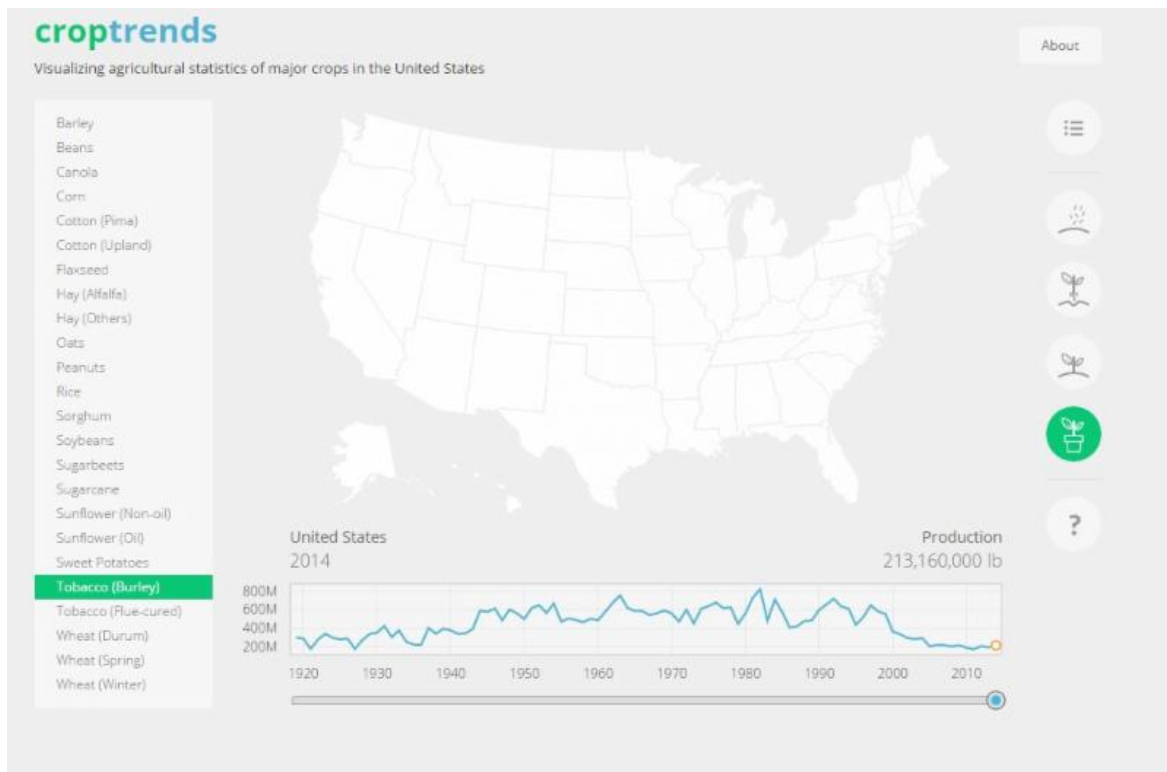 croptrends
About
Visualizing agricultural statistics of major crops in the United States
Barley
Beans
Canola
Corn
Cotton (Pima)
Cotton (Upland)
Flaxseed
Hay (Alfalfa)
Hay (Others)
Oats
Peanuts
Rice
Sorghum
Soybeans
Sugarbeets
Sugarcane
Sunflower (Non-oil)
Sunflower (Oil)
Sweet Potatoes
Tobacco (Burley)
Tobacco (Flue-cured)
Wheat (Durum)
Wheat (Spring)
Wheat (Winter)
?
United States
2014
Production
213,160,000 lb
800M
600M
400M
200M
1920 1930 1940 1950 1960 1970 1980 1990 2000 2010